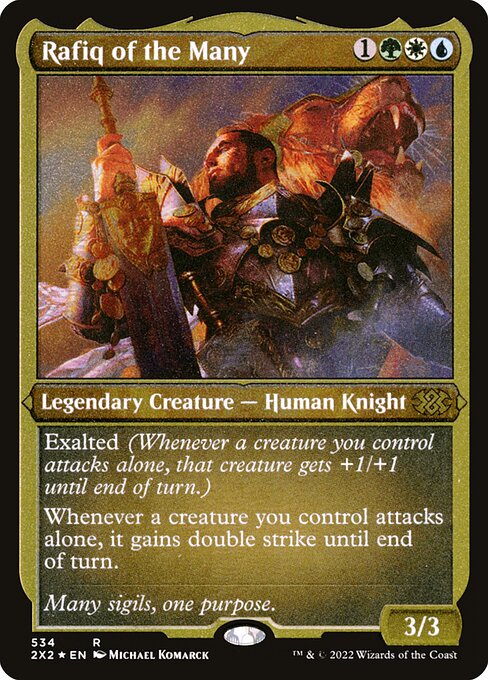 Rafiq of the Many 1
Legendary Creature — Human Knight
Exalted (Whenever a creature you control
attacks alone, that creature gets +1/+1
until end of turn.)
Whenever a creature you control attacks
alone, it gains double strike until end
of turn.
Many sigils, one purpose.
3/3
534 R
2X2 ★ EN Michael Komarck
™ & © 2022 Wizards of the Coast